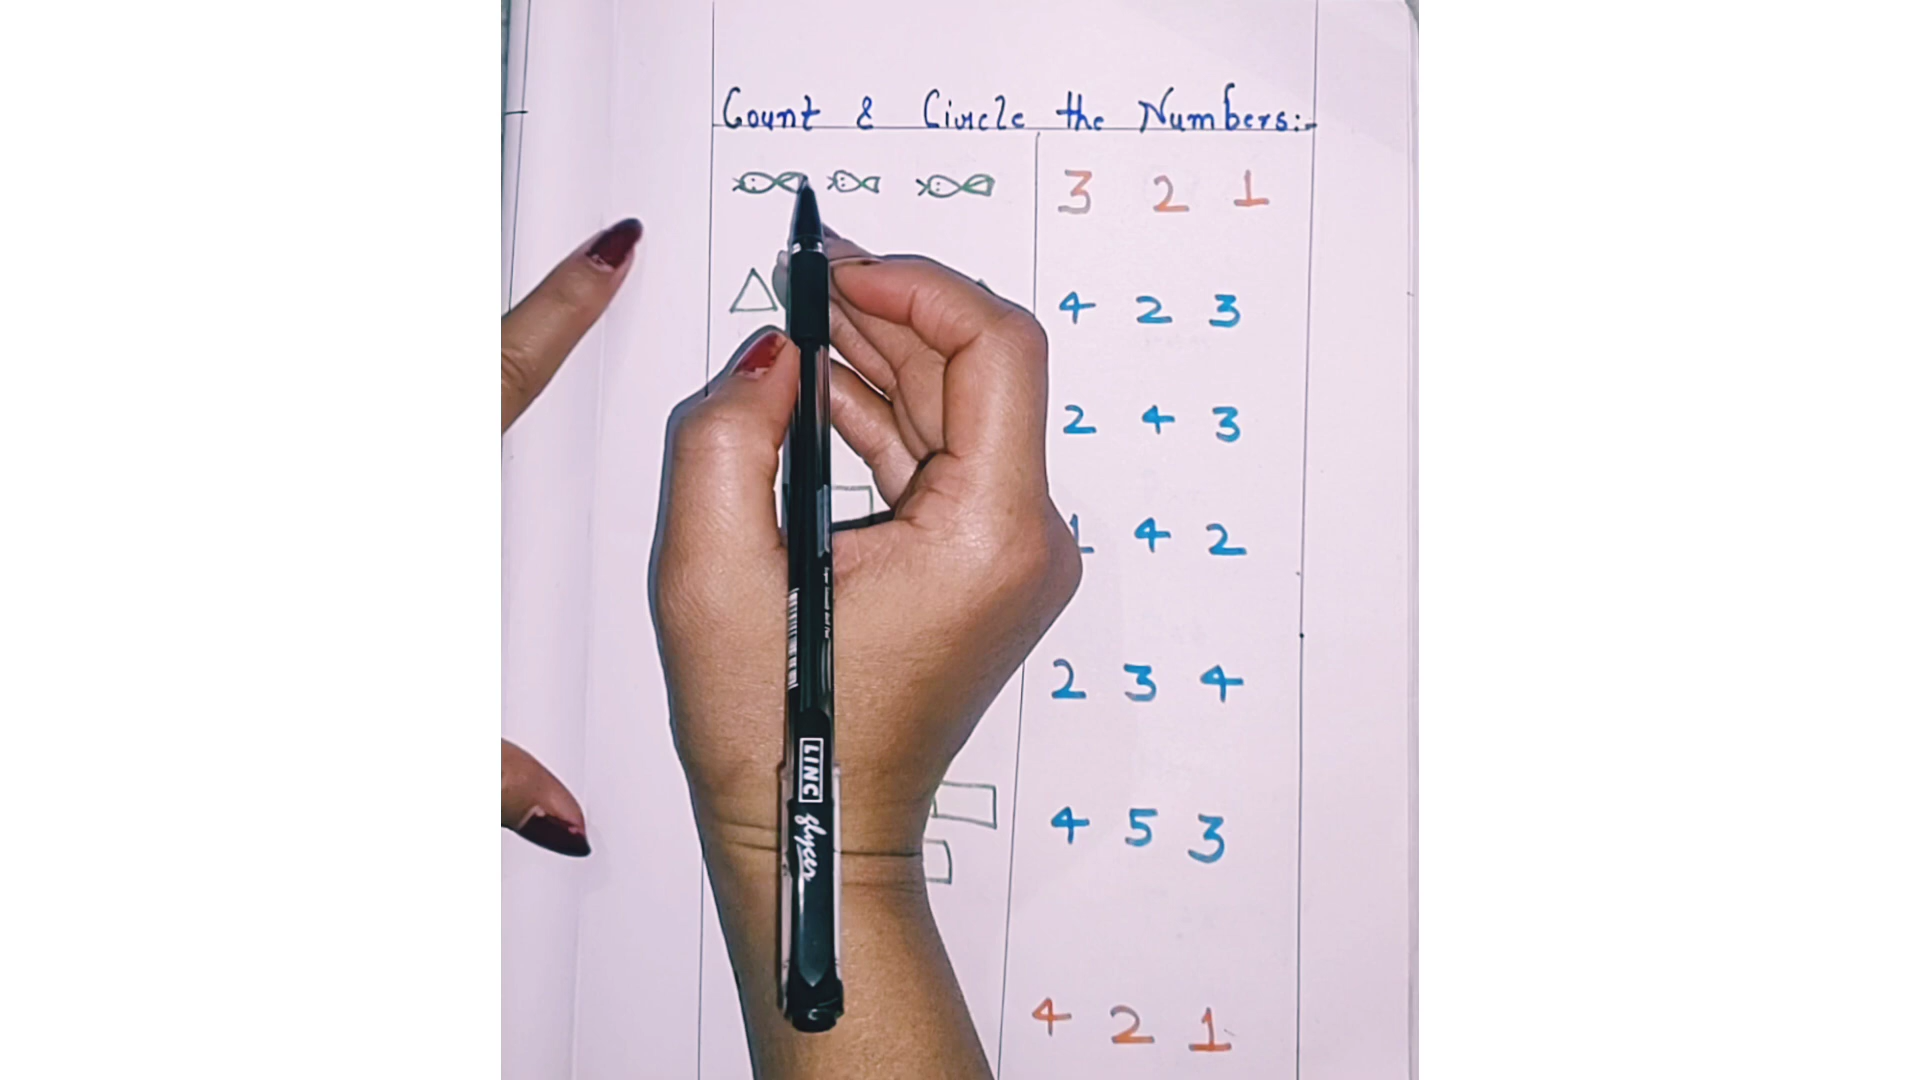 Count & Circle the Numbers:-
3 2 1
4 2 3
2 4 3
1 4 2
2 3 4
4 5 3
4 2 1
LINC
glycer